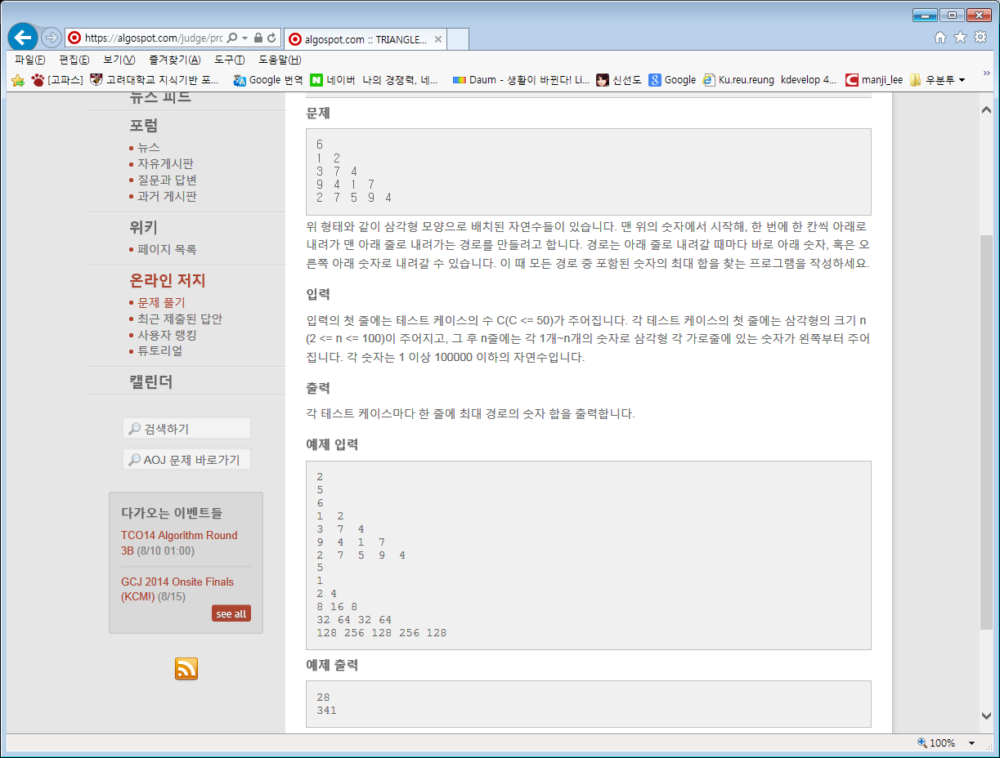 https://algospot.com/judge/pro
algospot.com :: TRIANGLE...
파일(F) 편집(E) 보기(V) 즐겨찾기(A) 도구(T) 도움말(H)
[고파스] 고려대학교 지식기반 포... Google 번역 네이버 나의 경쟁력, 네... Daum - 생활이 바뀐다! Li... 신선도 Google Ku.reu.reung kdevelop 4... manji_lee 우분투
뉴스 피드
포럼
뉴스
자유게시판
질문과 답변
과거 게시판
위키
페이지 목록
온라인 저지
문제 풀기
최근 제출된 답안
사용자 랭킹
튜토리얼
캘린더
검색하기
AOJ 문제 바로가기
다가오는 이벤트들
TCO14 Algorithm Round
3B (8/10 01:00)
GCJ 2014 Onsite Finals
(KCM!) (8/15)
see all
문제
6
1 2
3 7 4
9 4 1 7
2 7 5 9 4
위 형태와 같이 삼각형 모양으로 배치된 자연수들이 있습니다. 맨 위의 숫자에서 시작해, 한 번에 한 칸씩 아래로
내려가 맨 아래 줄로 내려가는 경로를 만들려고 합니다. 경로는 아래 줄로 내려갈 때마다 바로 아래 숫자, 혹은 오
른쪽 아래 숫자로 내려갈 수 있습니다. 이 때 모든 경로 중 포함된 숫자의 최대 합을 찾는 프로그램을 작성하세요.
입력
입력의 첫 줄에는 테스트 케이스의 수 C(C <= 50)가 주어집니다. 각 테스트 케이스의 첫 줄에는 삼각형의 크기 n
(2 <= n <= 100)이 주어지고, 그 후 n줄에는 각 1개~n개의 숫자로 삼각형 각 가로줄에 있는 숫자가 왼쪽부터 주어
집니다. 각 숫자는 1 이상 100000 이하의 자연수입니다.
출력
각 테스트 케이스마다 한 줄에 최대 경로의 숫자 합을 출력합니다.
예제 입력
2
5
6
1 2
3 7 4
9 4 1 7
2 7 5 9 4
5
1
2 4
8 16 8
32 64 32 64
128 256 128 256 128
예제 출력
28
341
100%